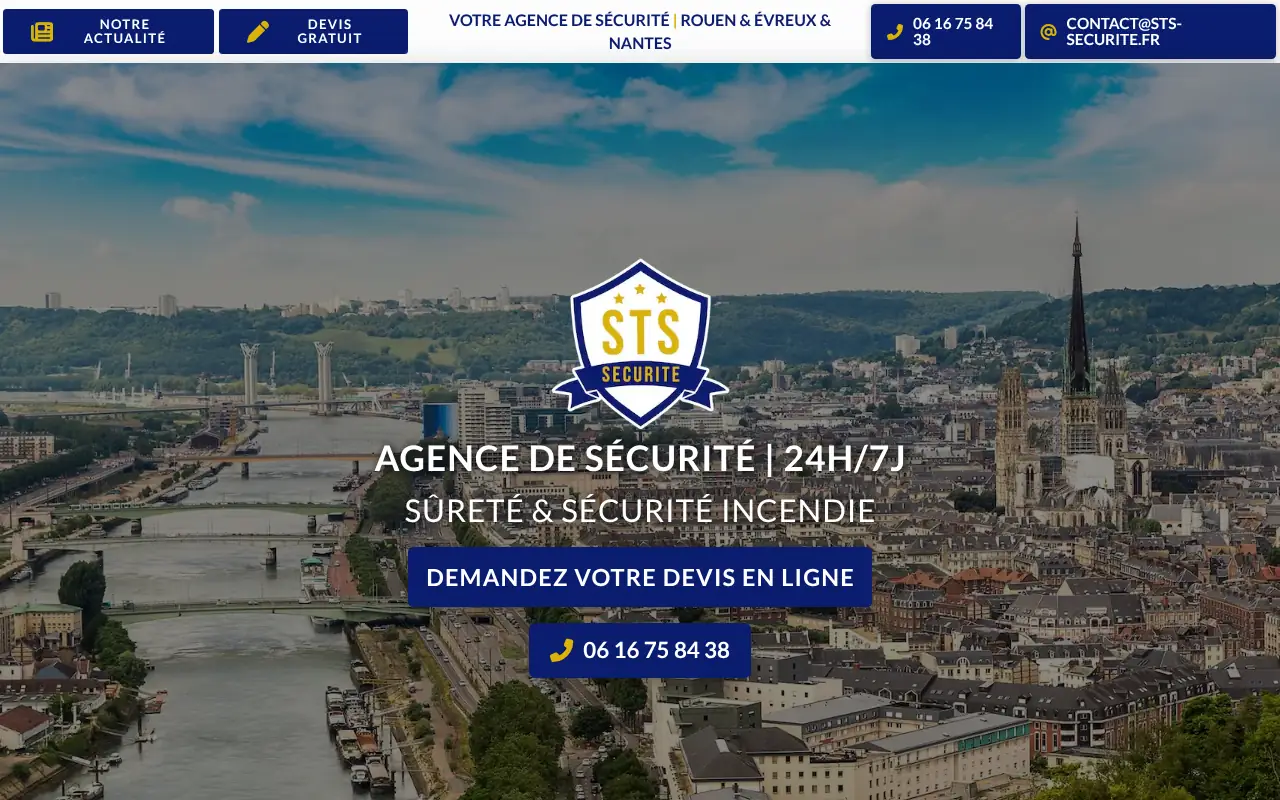 NOTRE
ACTUALITÉ
DEVIS
GRATUIT
VOTRE AGENCE DE SÉCURITÉ | ROUEN & ÉVREUX &
NANTES
06 16 75 84
38
CONTACT@STS-
SECURITE.FR
STS
SECURITE
AGENCE DE SÉCURITÉ | 24H/7J
SÛRETÉ & SÉCURITÉ INCENDIE
DEMANDEZ VOTRE DEVIS EN LIGNE
06 16 75 84 38